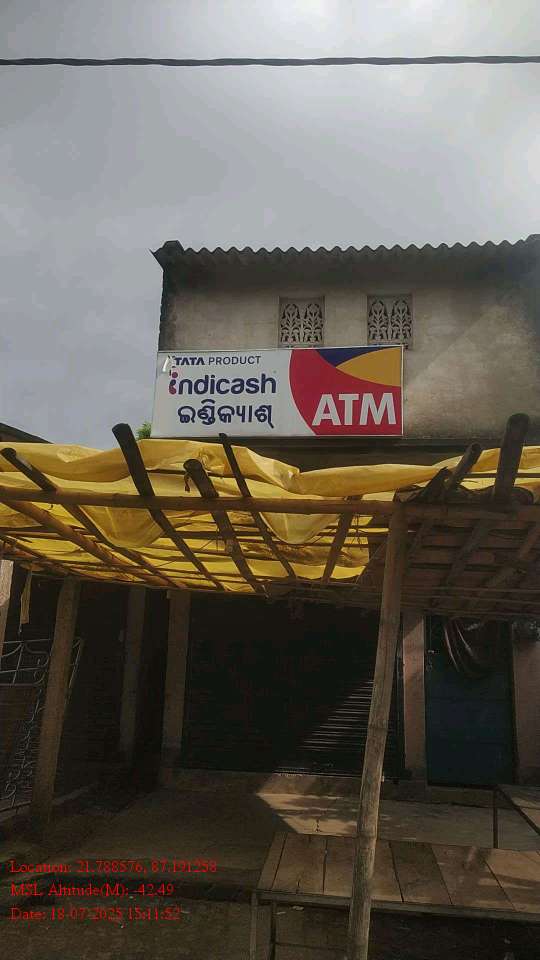 TATA PRODUCT
indicash
ଇଣ୍ଡିକ୍ୟାଶ୍
ATM
Location: 21.788576, 87.191258
MSL Altitude(M): -42.49
Date: 18-07-2025 15:11:52